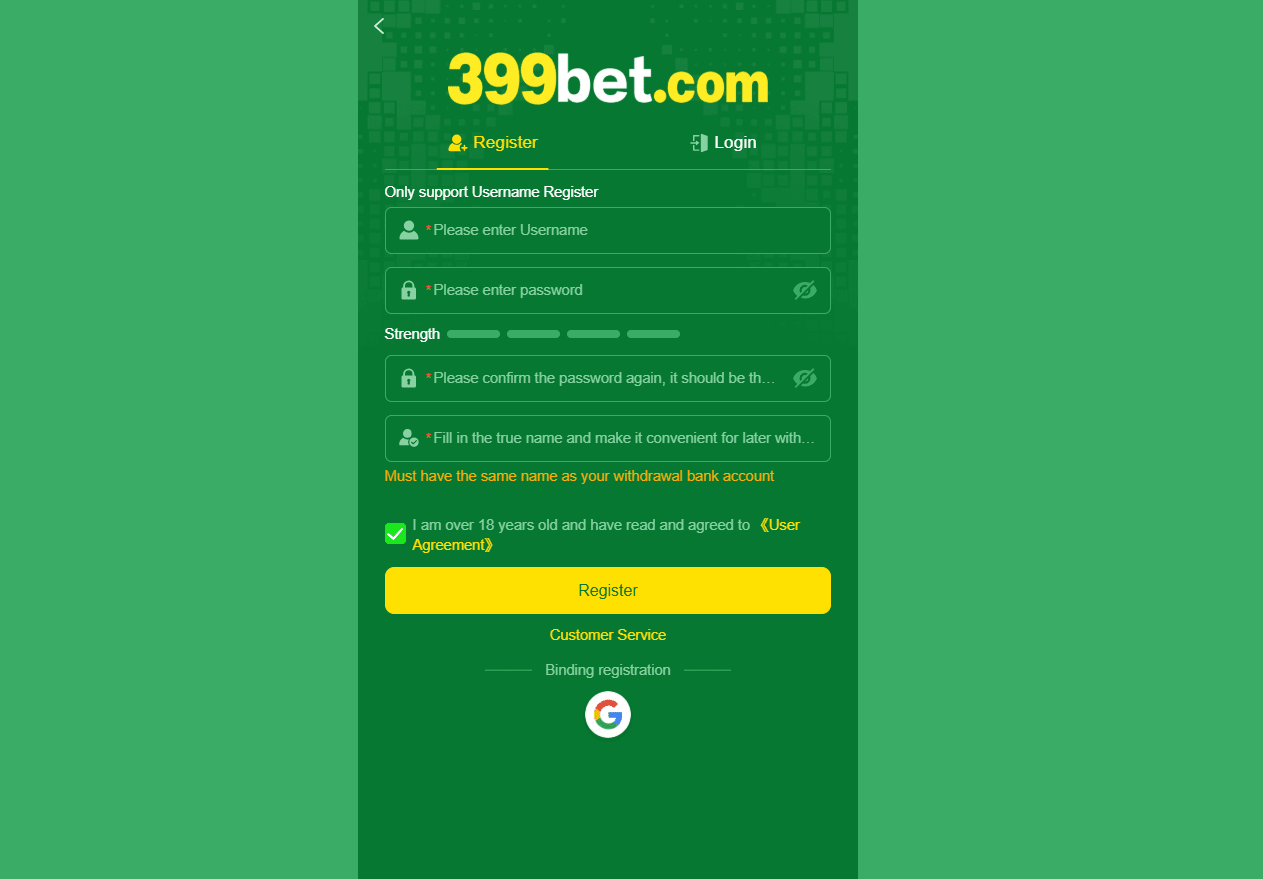 399bet.com
Register
Login
Only support Username Register
*Please enter Username
*Please enter password
Strength
*Please confirm the password again, it should be th...
*Fill in the true name and make it convenient for later with...
Must have the same name as your withdrawal bank account
I am over 18 years old and have read and agreed to 《User
Agreement》
Register
Customer Service
Binding registration